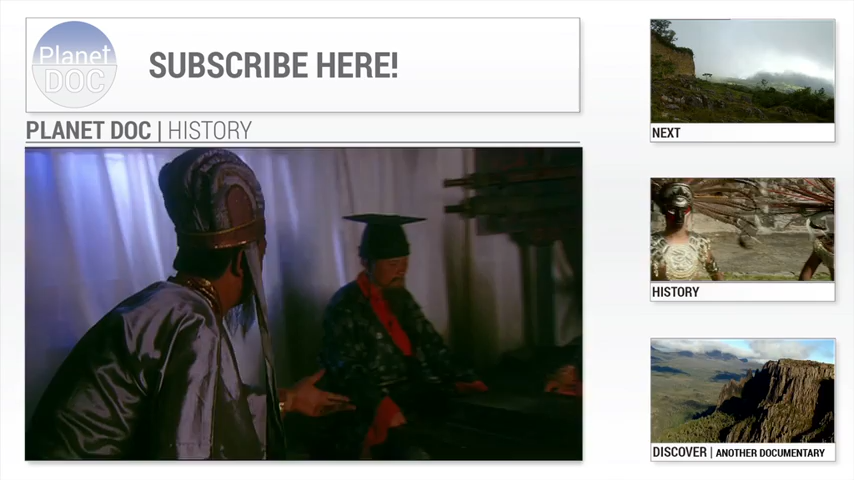 Planet
DOC
SUBSCRIBE HERE!
PLANET DOC | HISTORY
NEXT
HISTORY
DISCOVER | ANOTHER DOCUMENTARY